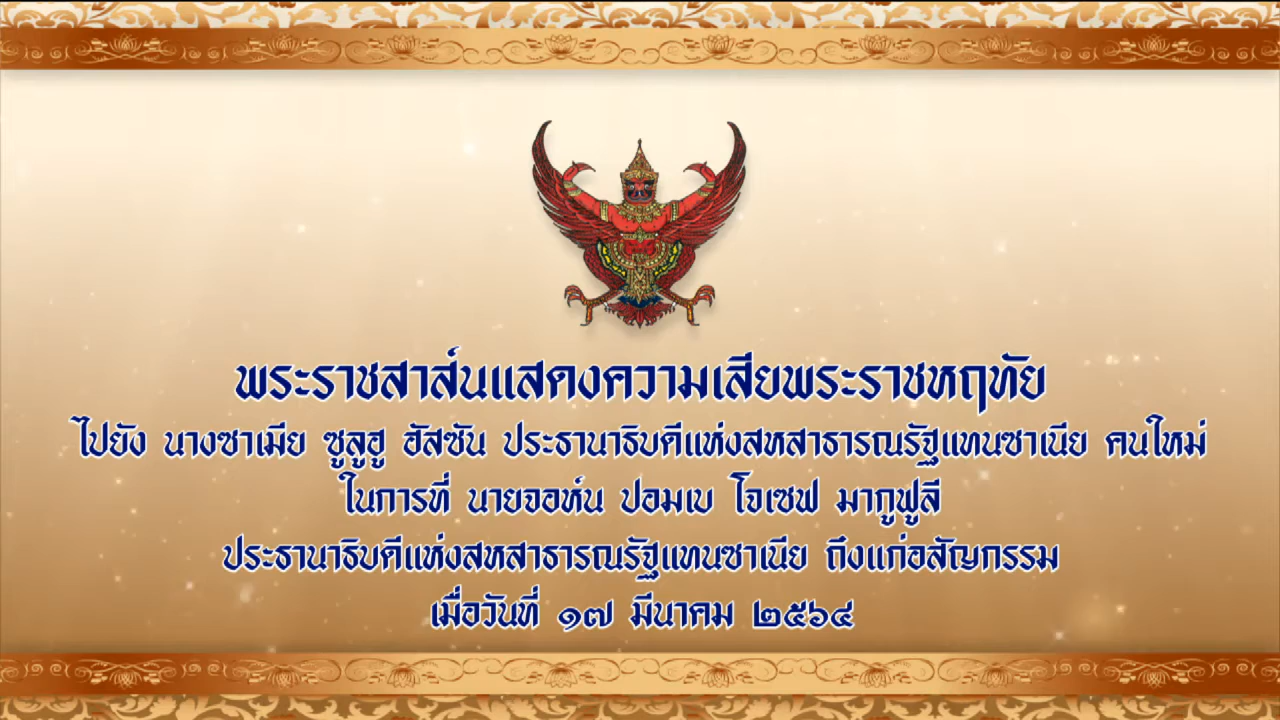 พระราชสาส์นแสดงความเสียพระราชหฤทัย
ไปยัง นางซาเมีย ซูลูฮู ฮัสซัน ประธานาธิบดีแห่งสหสาธารณรัฐแทนซาเนีย คนใหม่
ในการที่ นายจอห์น ปอมเบ โจเซฟ มากูฟูลี
ประธานาธิบดีแห่งสหสาธารณรัฐแทนซาเนีย ถึงแก่อสัญกรรม
เมื่อวันที่ ๑๗ มีนาคม ๒๕๖๔